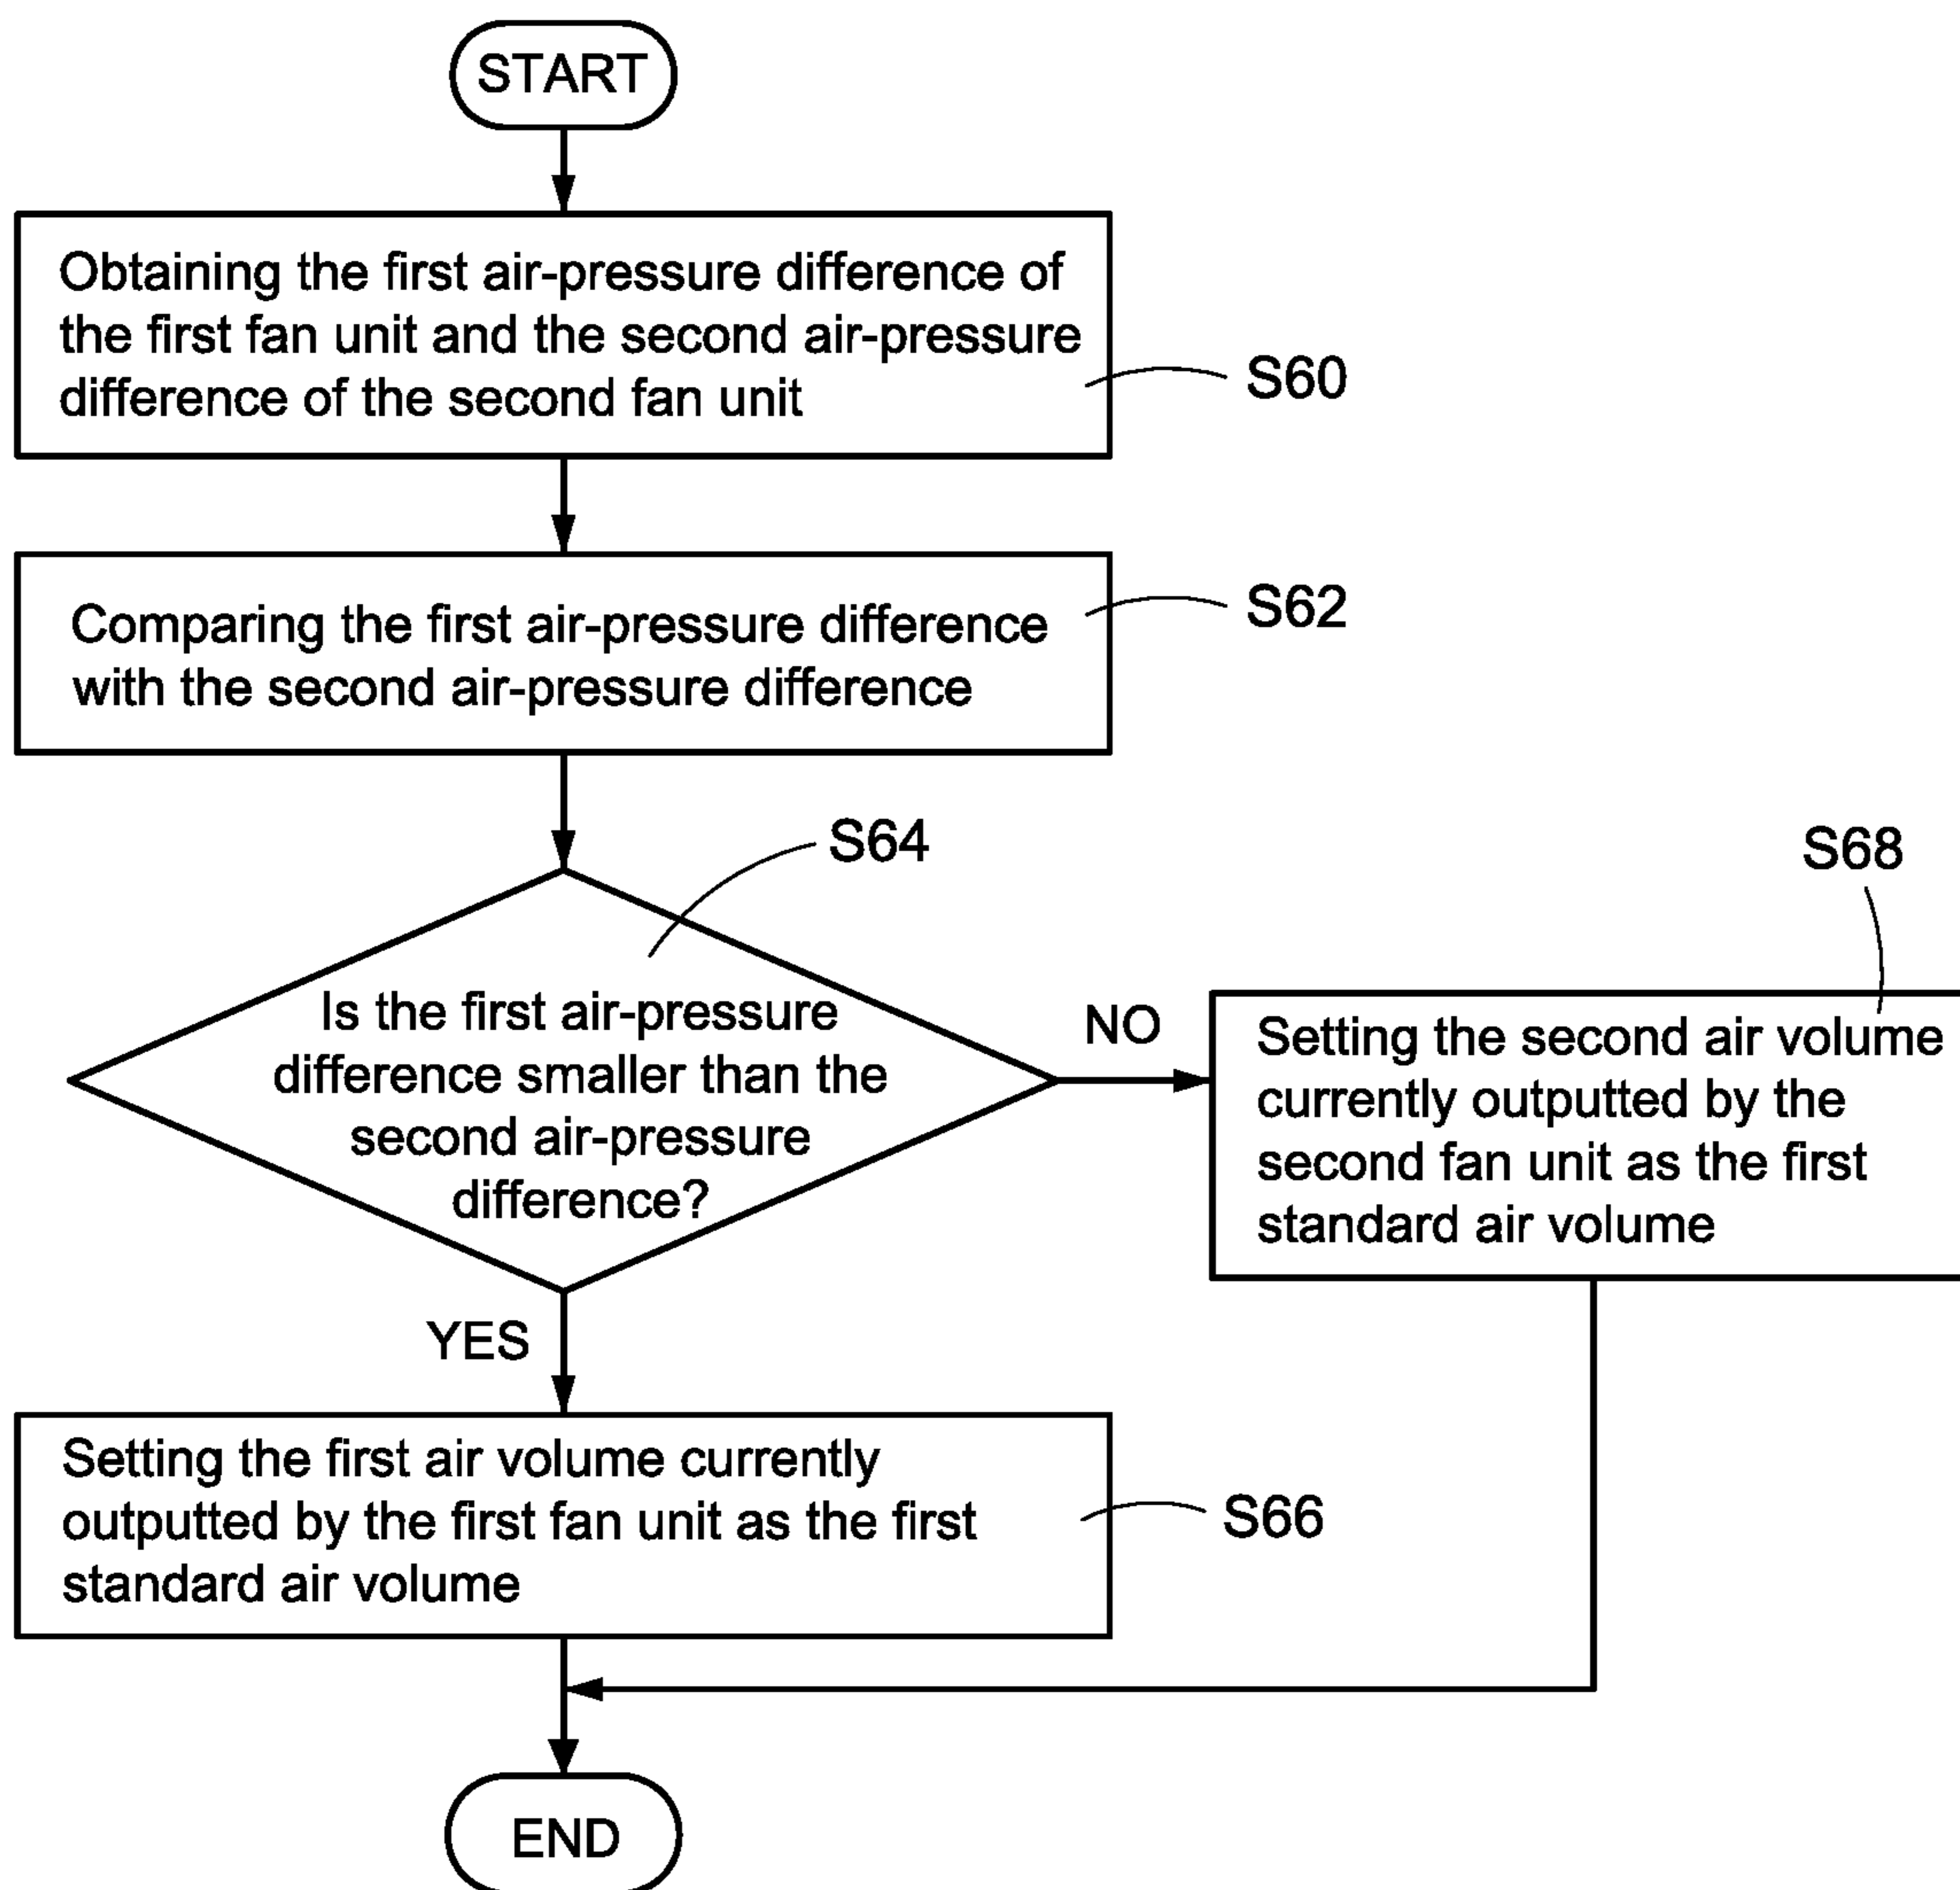 START
Obtaining the first air-pressure difference of
the first fan unit and the second air-pressure
difference of the second fan unit
S60
Comparing the first air-pressure difference
with the second air-pressure difference
S62
S64
Is the first air-pressure
difference smaller than the
second air-pressure
difference?
NO
S68
Setting the second air volume
currently outputted by the
second fan unit as the first
standard air volume
YES
Setting the first air volume currently
outputted by the first fan unit as the first
standard air volume
S66
END